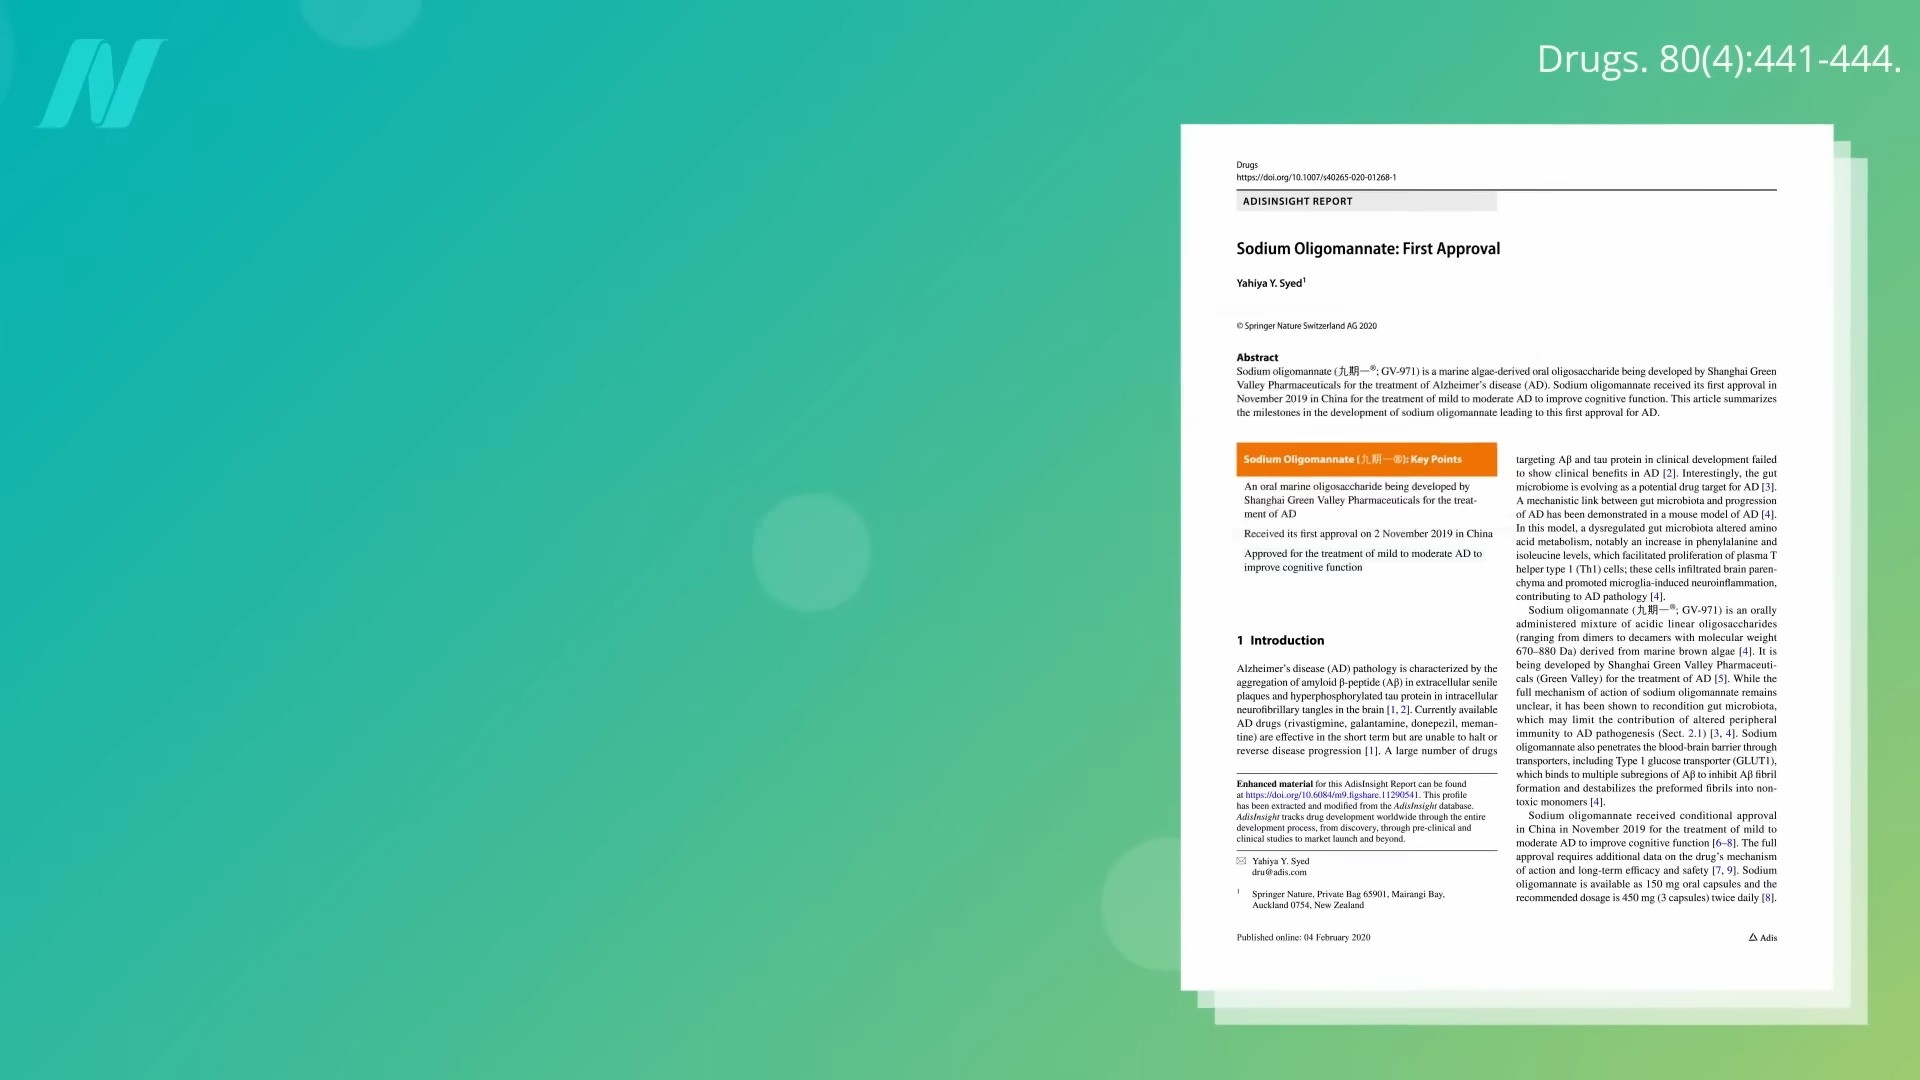 Drugs. 80(4):441-444.
Drugs
https://doi.org/10.1007/s40265-020-01268-1
ADISINSIGHT REPORT
Sodium Oligomannate: First Approval
Yahiya Y. Syed1
© Springer Nature Switzerland AG 2020
Abstract
Sodium oligomannate (九期一®; GV-971) is a marine algae-derived oral oligosaccharide being developed by Shanghai Green
Valley Pharmaceuticals for the treatment of Alzheimer's disease (AD). Sodium oligomannate received its first approval in
November 2019 in China for the treatment of mild to moderate AD to improve cognitive function. This article summarizes
the milestones in the development of sodium oligomannate leading to this first approval for AD.
Sodium Oligomannate (九期一®): Key Points
An oral marine oligosaccharide being developed by
Shanghai Green Valley Pharmaceuticals for the treat-
ment of AD
Received its first approval on 2 November 2019 in China
Approved for the treatment of mild to moderate AD to
improve cognitive function
1 Introduction
Alzheimer's disease (AD) pathology is characterized by the
aggregation of amyloid β-peptide (Aβ) in extracellular senile
plaques and hyperphosphorylated tau protein in intracellular
neurofibrillary tangles in the brain [1, 2]. Currently available
AD drugs (rivastigmine, galantamine, donepezil, meman-
tine) are effective in the short term but are unable to halt or
reverse disease progression [1]. A large number of drugs
Enhanced material for this AdisInsight Report can be found
at https://doi.org/10.6084/m9.figshare.11290541. This profile
has been extracted and modified from the AdisInsight database.
AdisInsight tracks drug development worldwide through the entire
development process, from discovery, through pre-clinical and
clinical studies to market launch and beyond.
Yahiya Y. Syed
dru@adis.com
1 Springer Nature, Private Bag 65901, Mairangi Bay,
Auckland 0754, New Zealand
targeting Aβ and tau protein in clinical development failed
to show clinical benefits in AD [2]. Interestingly, the gut
microbiome is evolving as a potential drug target for AD [3].
A mechanistic link between gut microbiota and progression
of AD has been demonstrated in a mouse model of AD [4].
In this model, a dysregulated gut microbiota altered amino
acid metabolism, notably an increase in phenylalanine and
isoleucine levels, which facilitated proliferation of plasma T
helper type 1 (Th1) cells; these cells infiltrated brain paren-
chyma and promoted microglia-induced neuroinflammation,
contributing to AD pathology [4].
Sodium oligomannate (九期一®; GV-971) is an orally
administered mixture of acidic linear oligosaccharides
(ranging from dimers to decamers with molecular weight
670–880 Da) derived from marine brown algae [4]. It is
being developed by Shanghai Green Valley Pharmaceuti-
cals (Green Valley) for the treatment of AD [5]. While the
full mechanism of action of sodium oligomannate remains
unclear, it has been shown to recondition gut microbiota,
which may limit the contribution of altered peripheral
immunity to AD pathogenesis (Sect. 2.1) [3, 4]. Sodium
oligomannate also penetrates the blood-brain barrier through
transporters, including Type 1 glucose transporter (GLUT1),
which binds to multiple subregions of Aβ to inhibit Aβ fibril
formation and destabilizes the preformed fibrils into non-
toxic monomers [4].
Sodium oligomannate received conditional approval
in China in November 2019 for the treatment of mild to
moderate AD to improve cognitive function [6–8]. The full
approval requires additional data on the drug's mechanism
of action and long-term efficacy and safety [7, 9]. Sodium
oligomannate is available as 150 mg oral capsules and the
recommended dosage is 450 mg (3 capsules) twice daily [8].
Published online: 04 February 2020
Adis